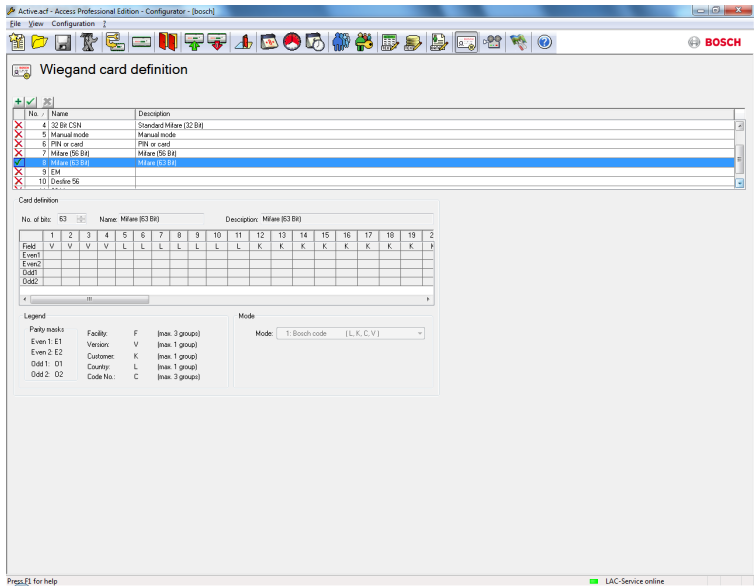 Active.acf - Access Professional Edition - Configurator - [bosch]
File View Configuration ?
BOSCH
Wiegand card definition
No. / Name Description
4 32 Bit CSN Standard Mifare (32 Bit)
5 Manual mode Manual mode
6 PIN or card PIN or card
7 Mifare (56 Bit) Mifare (56 Bit)
8 Mifare (63 Bit) Mifare (63 Bit)
9 EM
10 Desfire 56
Card definition
No. of bits: 63 Name: Mifare (63 Bit) Description: Mifare (63 Bit)
1 2 3 4 5 6 7 8 9 10 11 12 13 14 15 16 17 18 19 2
Field V V V V L L L L L L L K K K K K K K K
Even1
Even2
Odd1
Odd2
Legend Mode
Parity masks
Even 1: E1
Even 2: E2
Odd 1: O1
Odd 2: O2
Facility: F (max. 3 groups)
Version: V (max. 1 group)
Customer: K (max. 1 group)
Country: L (max. 1 group)
Code No.: C (max. 3 groups)
Mode: 1: Bosch code ( L, K, C, V )
Press F1 for help LAC-Service online